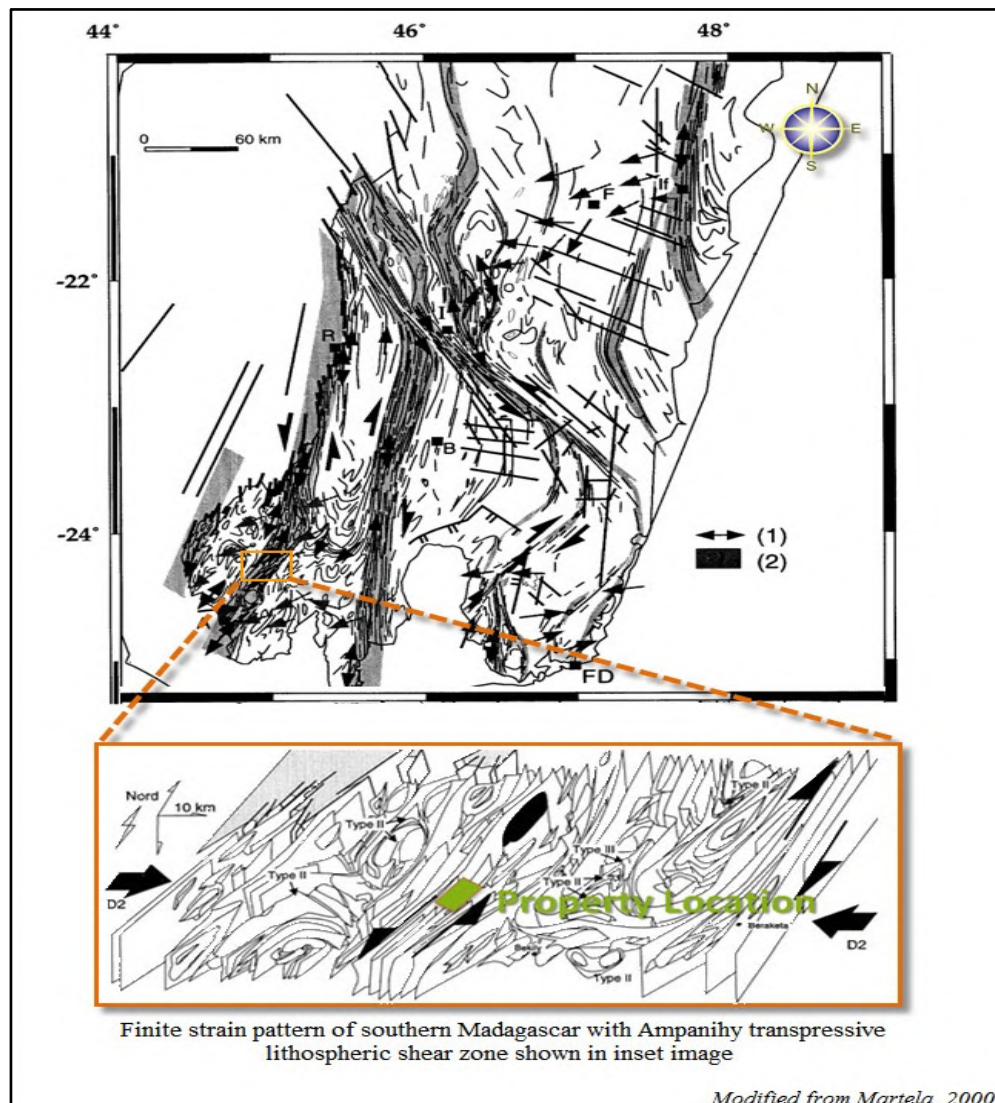 44°
46°
48°
N
W
E
S
0
60 km
F
If
-22°
I
R
B
-24°
(1)
(2)
FD
Nord
10 km
Type II
Type II
Type III
Type II
Type II
D2
Property Location
Beraketa
Bekily
D2
Type II
Finite strain pattern of southern Madagascar with Ampanihy transpressive
lithospheric shear zone shown in inset image
Modified from Martela, 2000